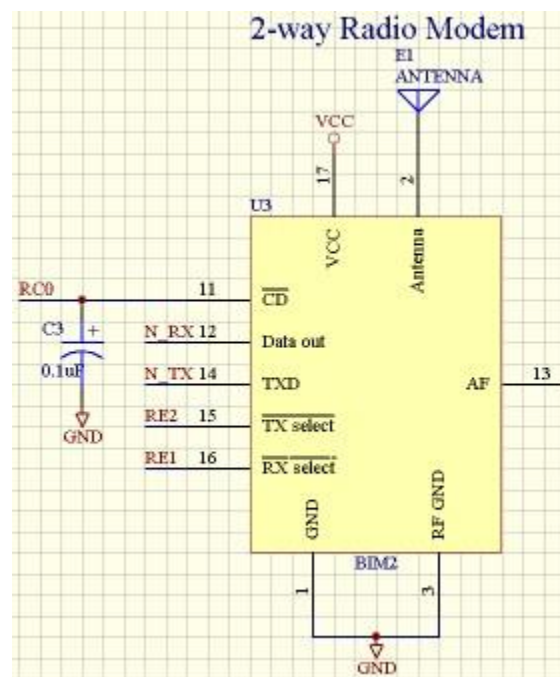 2-way Radio Modem
E1
ANTENNA
VCC
17
2
U3
VCC
Antenna
RC0
11
CD
C3
+
N_RX 12
Data out
0.1uF
N_TX 14
TXD
AF
13
RE2
15
TX select
GND
RE1
16
RX select
GND
RF GND
BIM2
1
3
GND